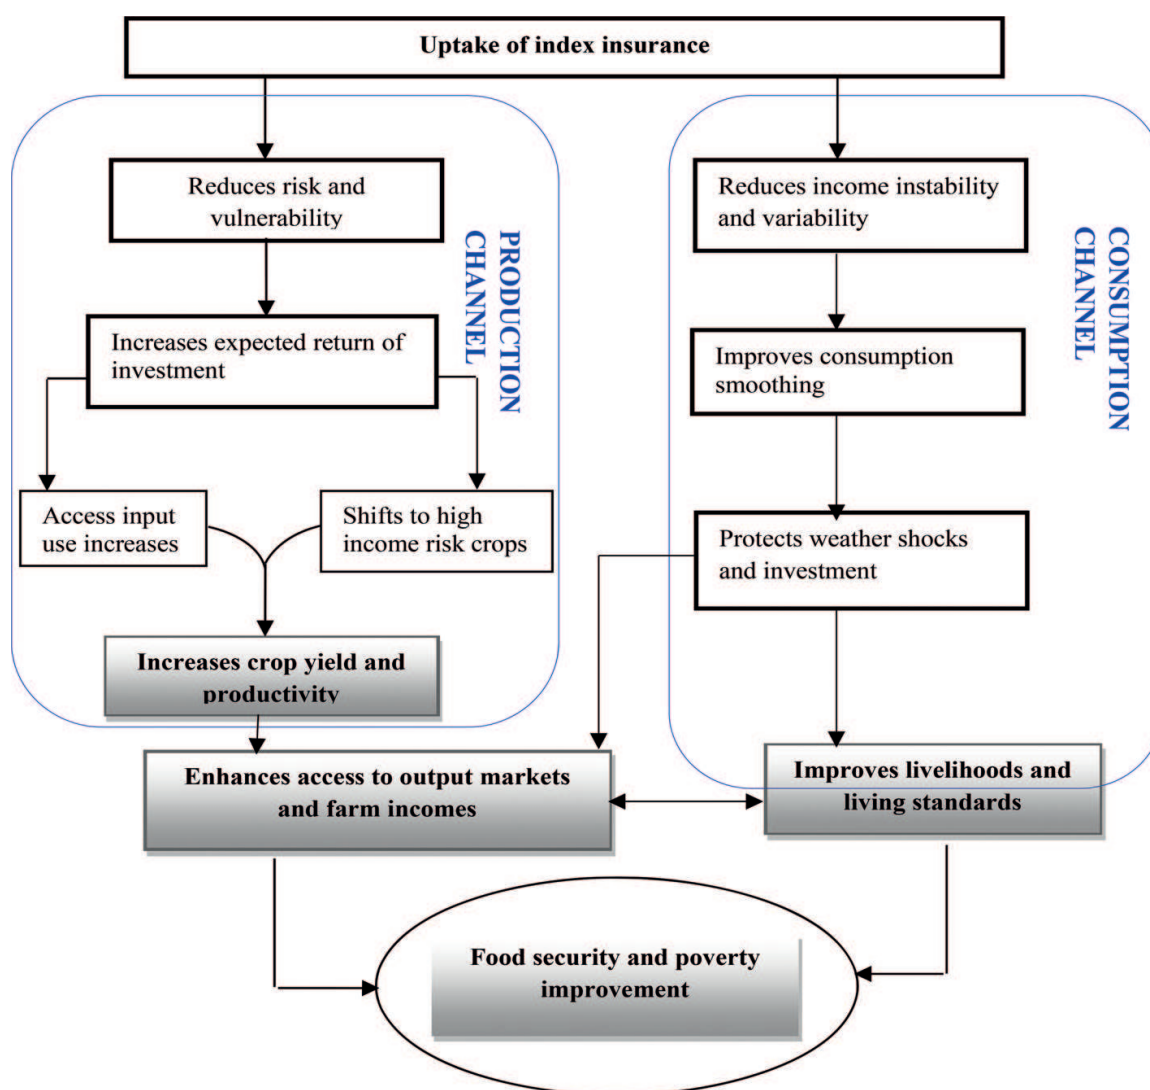 Uptake of index insurance
Reduces risk and
vulnerability
Increases expected return of
investment
Access input
use increases
Shifts to high
income risk crops
Increases crop yield and
productivity
PRODUCTION
CHANNEL
Reduces income instability
and variability
Improves consumption
smoothing
Protects weather shocks
and investment
CONSUMPTION
CHANNEL
Enhances access to output markets
and farm incomes
Improves livelihoods and
living standards
Food security and poverty
improvement